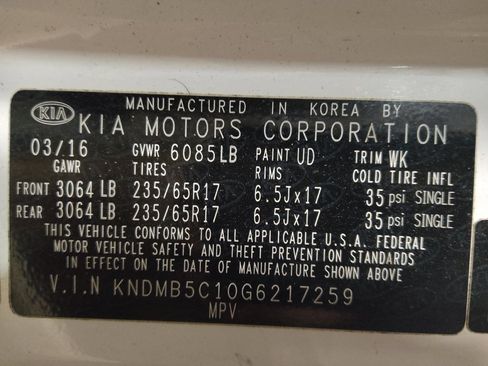 KIA MANUFACTURED IN KOREA BY
KIA MOTORS CORPORATION
03/16 GVWR 6085LB PAINT UD TRIM WK
GAWR TIRES RIMS COLD TIRE INFL
FRONT 3064 LB 235/65R17 6.5Jx17 35 psi SINGLE
REAR 3064 LB 235/65R17 6.5Jx17 35 psi SINGLE
THIS VEHICLE CONFORMS TO ALL APPLICABLE U.S.A. FEDERAL
MOTOR VEHICLE SAFETY AND THEFT PREVENTION STANDARDS
IN EFFECT ON THE DATE OF MANUFACTURE SHOWN ABOVE
V.I.N KNDMB5C10G6217259
MPV